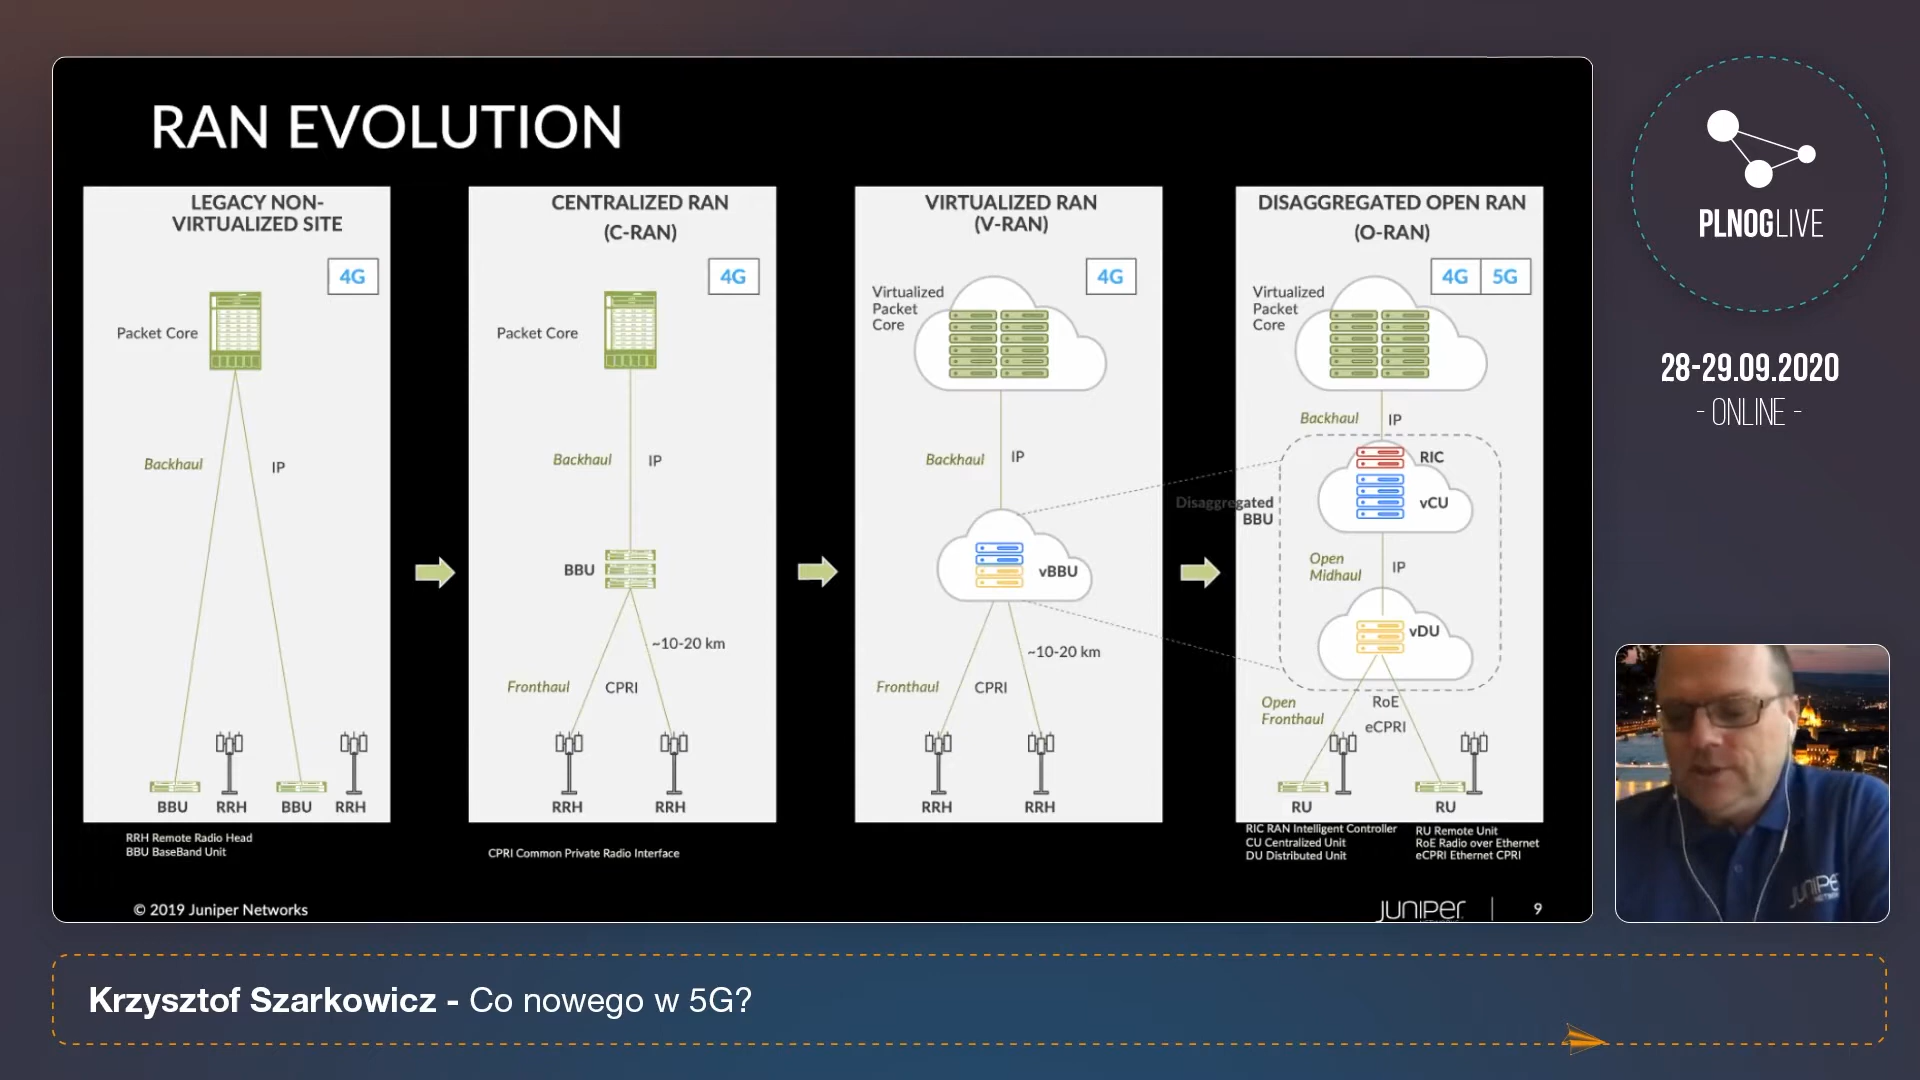 RAN EVOLUTION
LEGACY NON-
VIRTUALIZED SITE
4G
Packet Core
Backhaul
IP
BBU
RRH
BBU
RRH
RRH Remote Radio Head
BBU BaseBand Unit
CENTRALIZED RAN
(C-RAN)
4G
Packet Core
Backhaul
IP
BBU
~10-20 km
Fronthaul
CPRI
RRH
RRH
CPRI Common Private Radio Interface
VIRTUALIZED RAN
(V-RAN)
4G
Virtualized
Packet
Core
Backhaul
IP
vBBU
~10-20 km
Fronthaul
CPRI
RRH
RRH
DISAGGREGATED OPEN RAN
(O-RAN)
4G
5G
Virtualized
Packet
Core
Backhaul
IP
RIC
vCU
Disaggregated
BBU
Open
Midhaul
IP
vDU
Open
Fronthaul
RoE
eCPRI
RU
RU
RIC RAN Intelligent Controller
CU Centralized Unit
DU Distributed Unit
RU Remote Unit
RoE Radio over Ethernet
eCPRI Ethernet CPRI
© 2019 Juniper Networks
JUNIPER
9
PLNOGLIVE
28-29.09.2020
- ONLINE -
Krzysztof Szarkowicz - Co nowego w 5G?